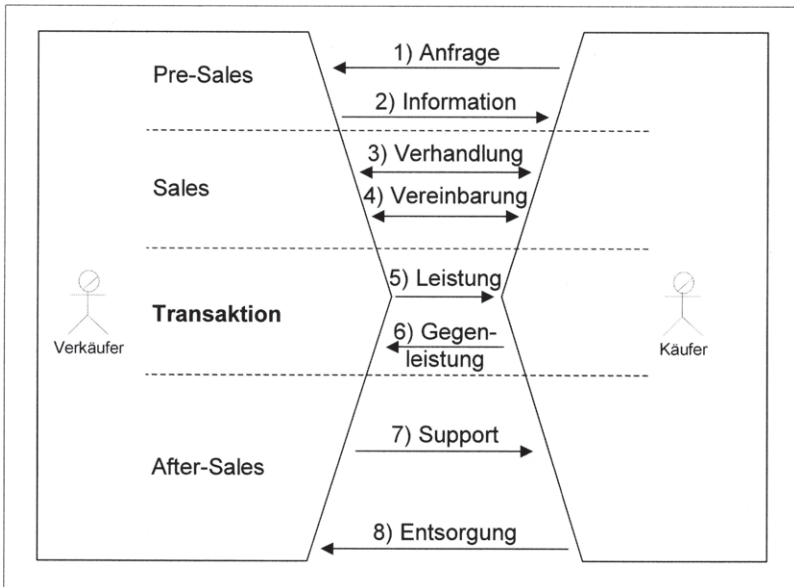 1) Anfrage
Pre-Sales
2) Information
3) Verhandlung
Sales
4) Vereinbarung
5) Leistung
Transaktion
6) Gegen-
leistung
Verkäufer
Käufer
7) Support
After-Sales
8) Entsorgung